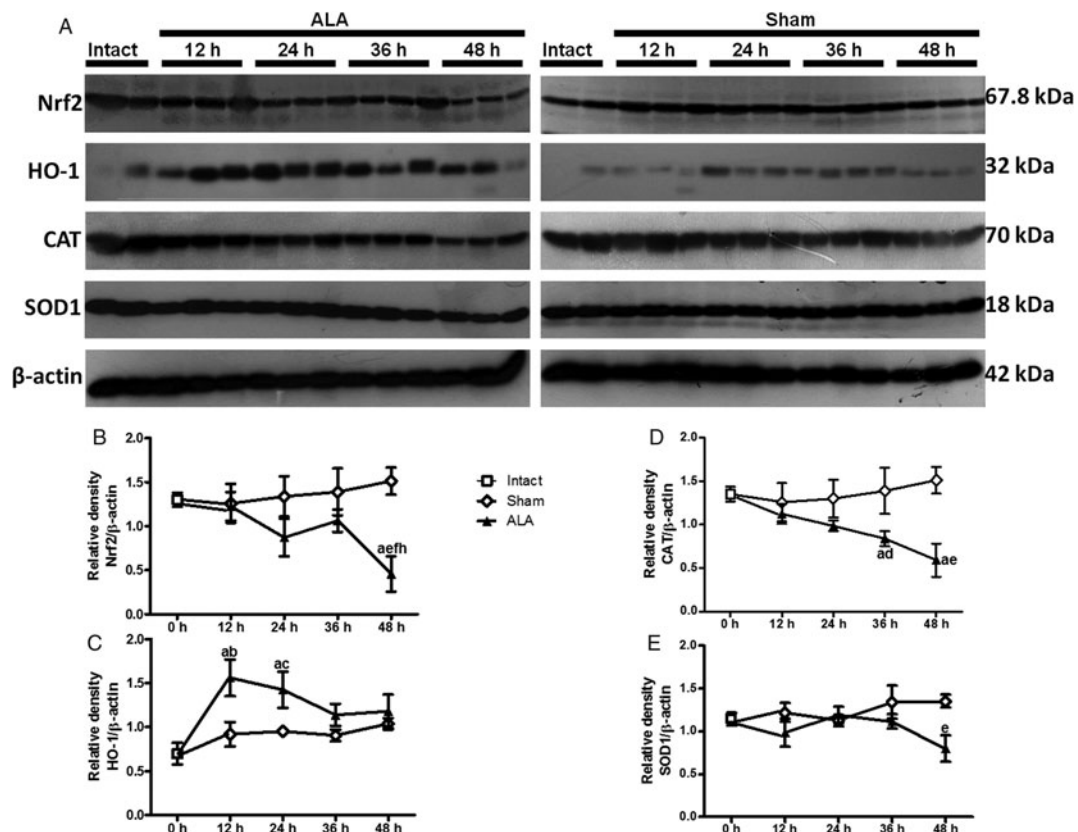 A
ALA
Sham
Intact 12 h 24 h 36 h 48 h
Intact 12 h 24 h 36 h 48 h
Nrf2
67.8 kDa
HO-1
32 kDa
CAT
70 kDa
SOD1
18 kDa
β-actin
42 kDa
B
Relative density
Nrf2/β-actin
2.0
1.5
1.0
0.5
0.0
aefh
0 h 12 h 24 h 36 h 48 h
Intact
Sham
ALA
D
Relative density
CAT/β-actin
2.0
1.5
1.0
0.5
0.0
ad
ae
0 h 12 h 24 h 36 h 48 h
C
Relative density
HO-1/β-actin
2.0
1.5
1.0
0.5
0.0
ab
ac
0 h 12 h 24 h 36 h 48 h
E
Relative density
SOD1/β-actin
2.0
1.5
1.0
0.5
0.0
e
0 h 12 h 24 h 36 h 48 h